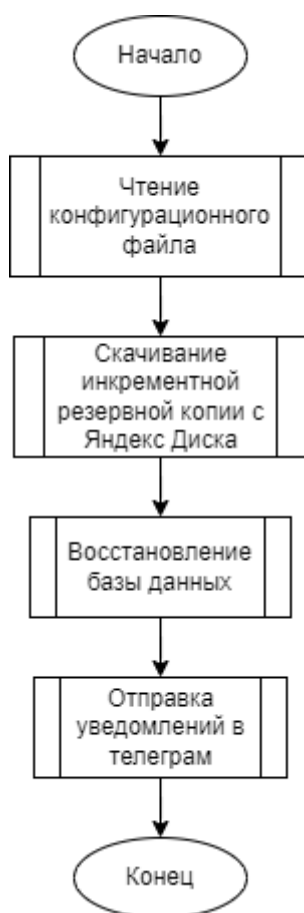 Начало
Чтение
конфигурационного
файла
Скачивание
инкрементной
резервной копии с
Яндекс Диска
Восстановление
базы данных
Отправка
уведомлений в
телеграм
Конец